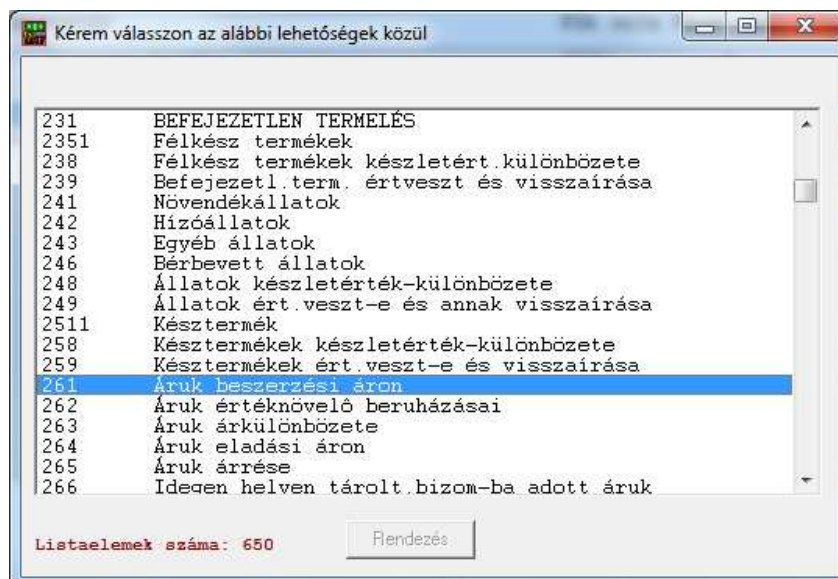 Kérem válasszon az alábbi lehetőségek közül
231 BEFEJEZETLEN TERMELÉS
2351 Félkész termékek
238 Félkész termékek készletért.különbözete
239 Befejezetl.term. értveszt és visszaírása
241 Növendékállatok
242 Hízóállatok
243 Egyéb állatok
246 Bérbevett állatok
248 Állatok készletérték-különbözete
249 Állatok ért.veszt-e és annak visszaírása
2511 Késztermék
258 Késztermékek készletérték-különbözete
259 Késztermékek ért.veszt-e és visszaírása
261 Áruk beszerzési áron
262 Áruk értéknövelô beruházásai
263 Áruk árkülönbözete
264 Áruk eladási áron
265 Áruk árrése
266 Idegen helyen tárolt.bizom-ba adott áruk
Listaelemek száma: 650
Rendezés